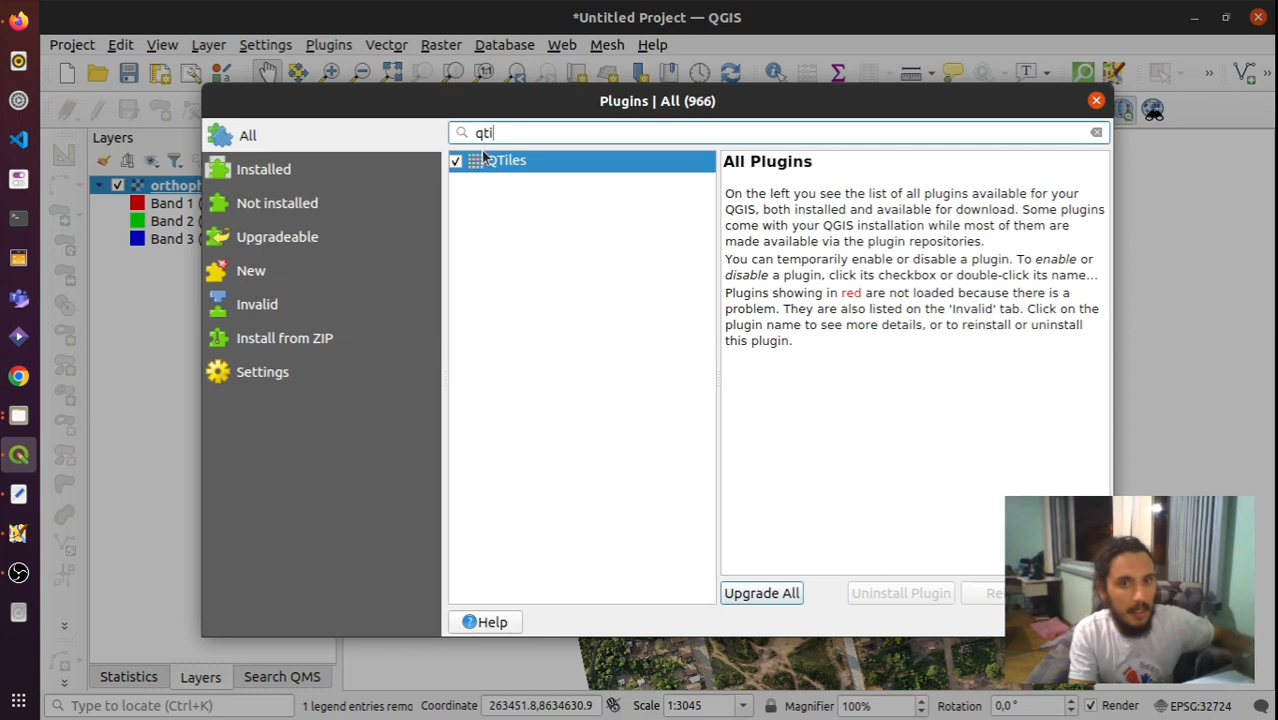 *Untitled Project — QGIS
Project Edit View Layer Settings Plugins Vector Raster Database Web Mesh Help
Plugins | All (966)
Layers
orthoph
Band 1 (
Band 2 (
Band 3 (
All
Installed
Not installed
Upgradeable
New
Invalid
Install from ZIP
Settings
qti
QTiles
All Plugins
On the left you see the list of all plugins available for your
QGIS, both installed and available for download. Some plugins
come with your QGIS installation while most of them are
made available via the plugin repositories.
You can temporarily enable or disable a plugin. To enable or
disable a plugin, click its checkbox or double-click its name...
Plugins showing in red are not loaded because there is a
problem. They are also listed on the 'Invalid' tab. Click on the
plugin name to see more details, or to reinstall or uninstall
this plugin.
Upgrade All Uninstall Plugin Re
Help
Statistics Layers Search QMS
Type to locate (Ctrl+K) 1 legend entries remo Coordinate 263451.8,8634630.9 Scale 1:3045 Magnifier 100% Rotation 0,0° Render EPSG:32724